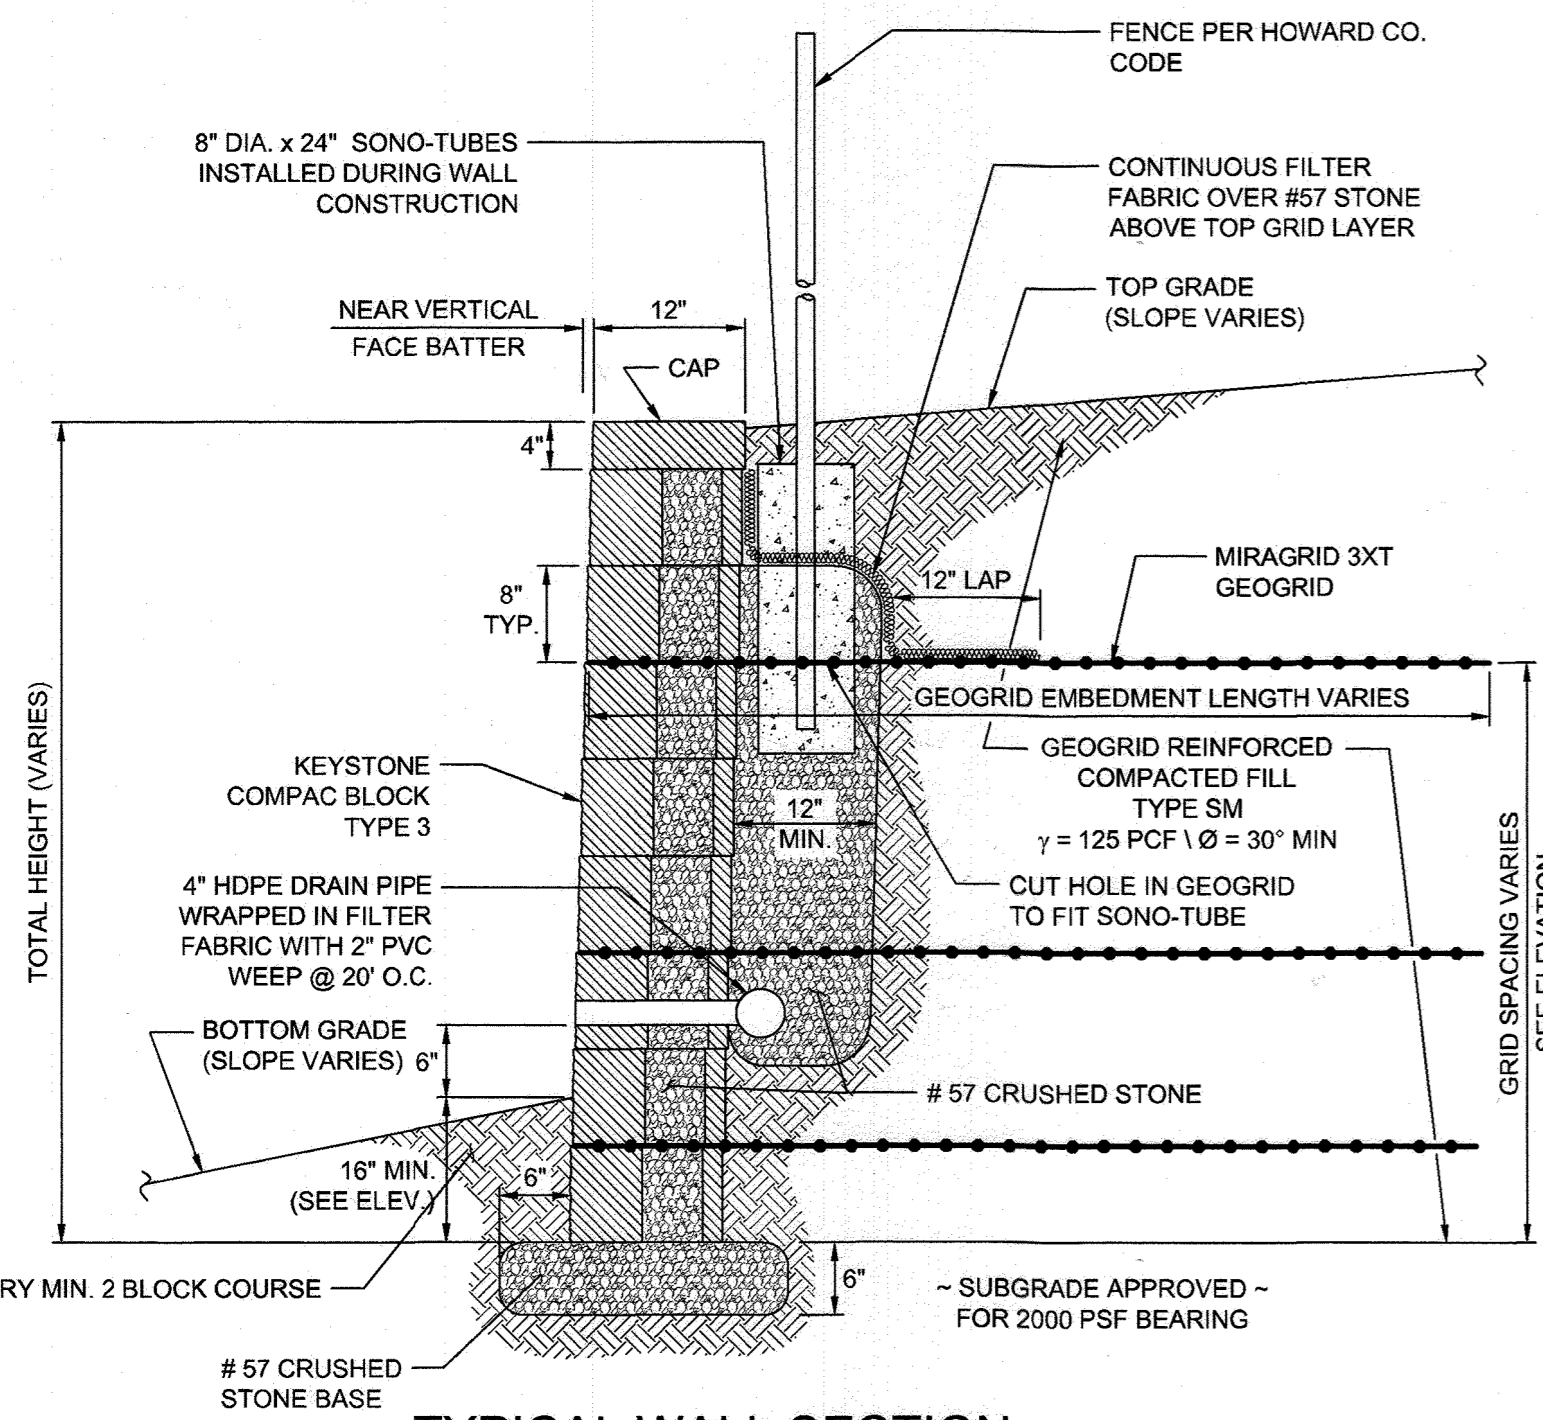 FENCE PER HOWARD CO.
CODE
8" DIA. x 24" SONO-TUBES
INSTALLED DURING WALL
CONSTRUCTION
CONTINUOUS FILTER
FABRIC OVER #57 STONE
ABOVE TOP GRID LAYER
TOP GRADE
(SLOPE VARIES)
NEAR VERTICAL
FACE BATTER
12"
CAP
4"
8"
TYP.
12" LAP
MIRAGRID 3XT
GEOGRID
GEOGRID EMBEDMENT LENGTH VARIES
GEOGRID REINFORCED
COMPACTED FILL
TYPE SM
γ = 125 PCF \ Ø = 30° MIN
KEYSTONE
COMPAC BLOCK
TYPE 3
12"
MIN.
TOTAL HEIGHT (VARIES)
4" HDPE DRAIN PIPE
WRAPPED IN FILTER
FABRIC WITH 2" PVC
WEEP @ 20' O.C.
CUT HOLE IN GEOGRID
TO FIT SONO-TUBE
GRID SPACING VARIES
SEE ELEVATION
BOTTOM GRADE
(SLOPE VARIES)
6"
# 57 CRUSHED STONE
16" MIN.
(SEE ELEV.)
6"
RY MIN. 2 BLOCK COURSE
6"
~ SUBGRADE APPROVED ~
FOR 2000 PSF BEARING
# 57 CRUSHED
STONE BASE
TYPICAL WALL SECTION